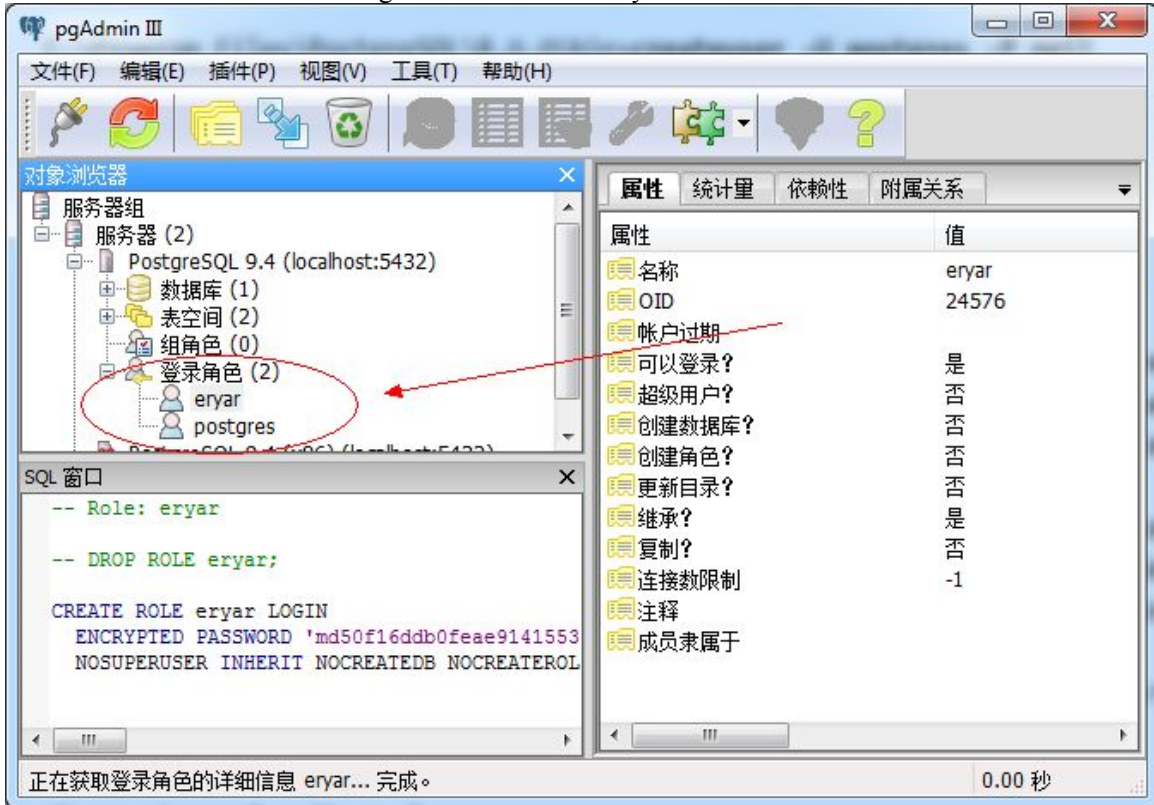 pgAdmin III
文件(F) 编辑(E) 插件(P) 视图(V) 工具(T) 帮助(H)
对象浏览器
服务器组
服务器 (2)
PostgreSQL 9.4 (localhost:5432)
数据库 (1)
表空间 (2)
组角色 (0)
登录角色 (2)
eryar
postgres
SQL 窗口
-- Role: eryar
-- DROP ROLE eryar;
CREATE ROLE eryar LOGIN
ENCRYPTED PASSWORD 'md50f16ddb0feae9141553
NOSUPERUSER INHERIT NOCREATEDB NOCREATEROL
属性 统计量 依赖性 附属关系
属性 值
名称 eryar
OID 24576
帐户过期
可以登录? 是
超级用户? 否
创建数据库? 否
创建角色? 否
更新目录? 否
继承? 是
复制? 否
连接数限制 -1
注释
成员隶属于
正在获取登录角色的详细信息 eryar... 完成。 0.00 秒